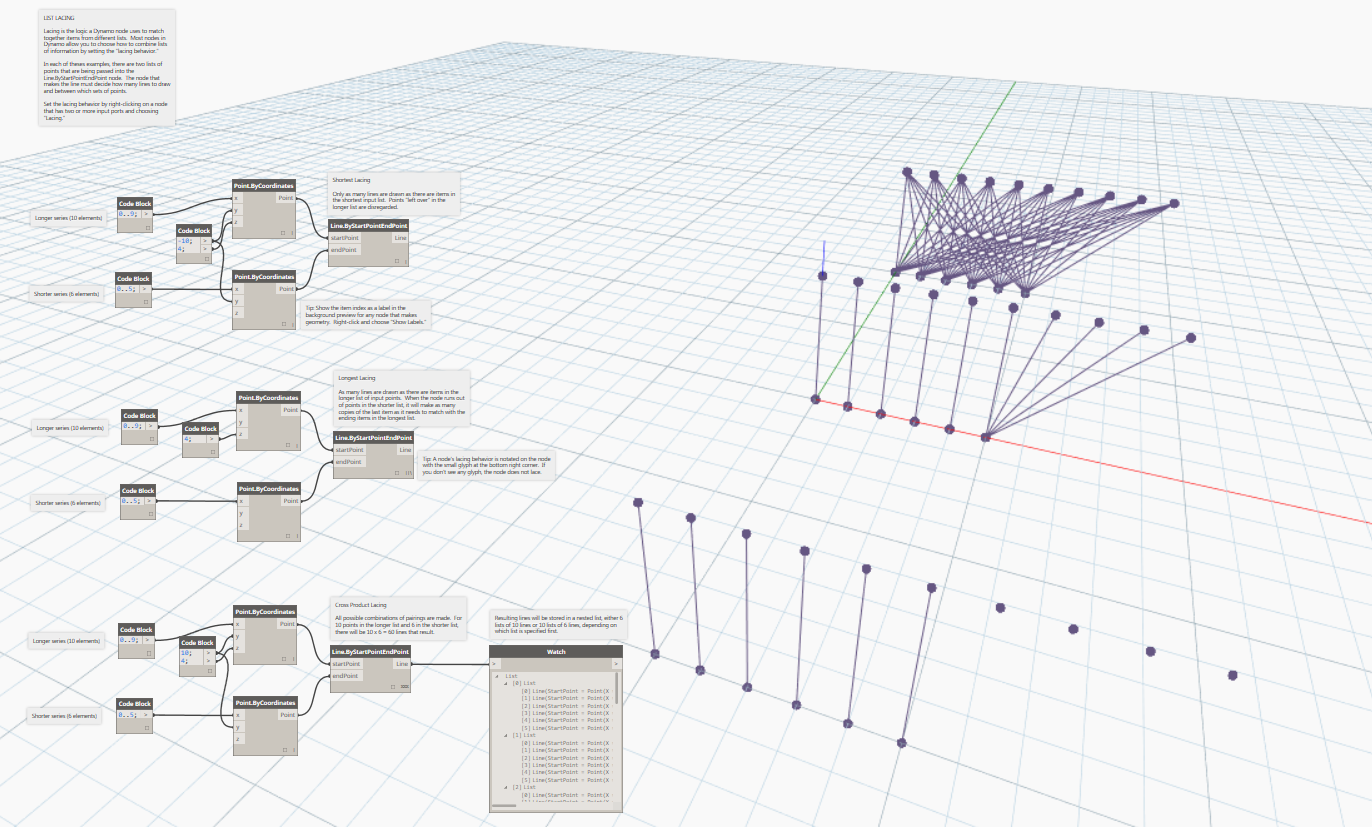 LIST LACING
Lacing is the logic a Dynamo node uses to match
together items from different lists. Most nodes in
Dynamo allow you to choose how to combine lists
of information by setting the "lacing behavior."
In each of theses examples, there are two lists of
points that are being passed into the
Line.ByStartPointEndPoint node. The node that
makes the line must decide how many lines to draw
and between which sets of points.
Set the lacing behavior by right-clicking on a node
that has two or more input ports and choosing
"Lacing."
Longer series (10 elements)
Code Block
0..9; >
Code Block
-10; >
4; >
Point.ByCoordinates
x Point
y
z
Shortest Lacing
Only as many lines are drawn as there are items in
the shortest input list. Points "left over" in the
longer list are disregarded.
Line.ByStartPointEndPoint
startPoint Line
endPoint
Shorter series (6 elements)
Code Block
0..5; >
Point.ByCoordinates
x Point
y
z
Tip: Show the item index as a label in the
background preview for any node that makes
geometry. Right-click and choose "Show Labels."
Longer series (10 elements)
Code Block
0..9; >
Code Block
4; >
Point.ByCoordinates
x Point
y
z
Longest Lacing
As many lines are drawn as there are items in the
longer list of input points. When the node runs out
of points in the shorter list, it will make as many
copies of the last item as it needs to match with the
ending items in the longest list.
Line.ByStartPointEndPoint
startPoint Line
endPoint
Tip: A node's lacing behavior is notated on the node
with the small glyph at the bottom right corner. If
you don't see any glyph, the node does not lace.
Shorter series (6 elements)
Code Block
0..5; >
Point.ByCoordinates
x Point
y
z
Longer series (10 elements)
Code Block
0..9; >
Code Block
10; >
4; >
Point.ByCoordinates
x Point
y
z
Cross Product Lacing
All possible combinations of pairings are made. For
10 points in the longer list and 6 in the shorter list,
there will be 10 x 6 = 60 lines that result.
Line.ByStartPointEndPoint
startPoint Line
endPoint
Shorter series (6 elements)
Code Block
0..5; >
Point.ByCoordinates
x Point
y
z
Resulting lines will be stored in a nested list, either 6
lists of 10 lines or 10 lists of 6 lines, depending on
which list is specified first.
Watch
> >
List
[0] List
[0] Line(StartPoint = Point(X
[1] Line(StartPoint = Point(X
[2] Line(StartPoint = Point(X
[3] Line(StartPoint = Point(X
[4] Line(StartPoint = Point(X
[5] Line(StartPoint = Point(X
[1] List
[0] Line(StartPoint = Point(X
[1] Line(StartPoint = Point(X
[2] Line(StartPoint = Point(X
[3] Line(StartPoint = Point(X
[4] Line(StartPoint = Point(X
[5] Line(StartPoint = Point(X
[2] List
[0] Line(StartPoint = Point(X